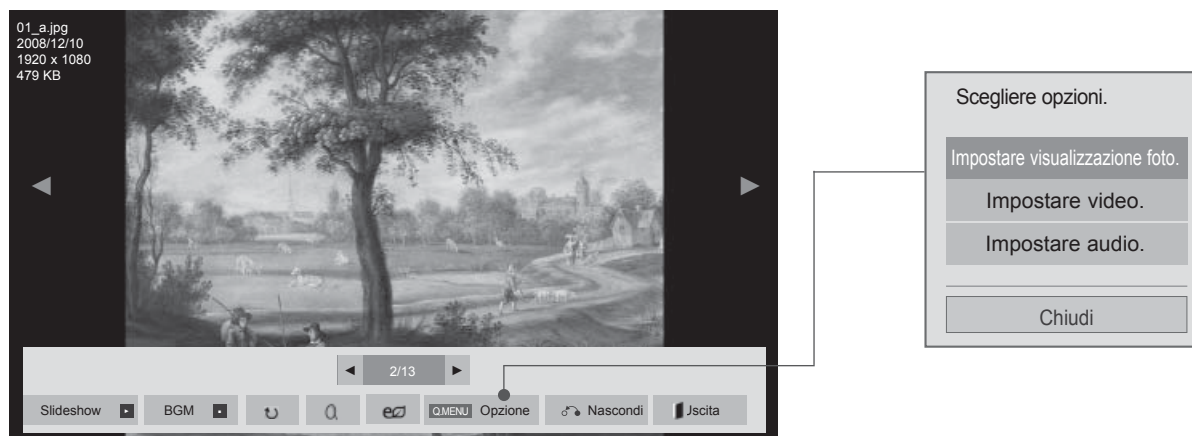 01_a.jpg
2008/12/10
1920 x 1080
479 KB
2/13
Slideshow BGM Q.MENU Opzione Nascondi Uscita
Scegliere opzioni.
Impostare visualizzazione foto.
Impostare video.
Impostare audio.
Chiudi